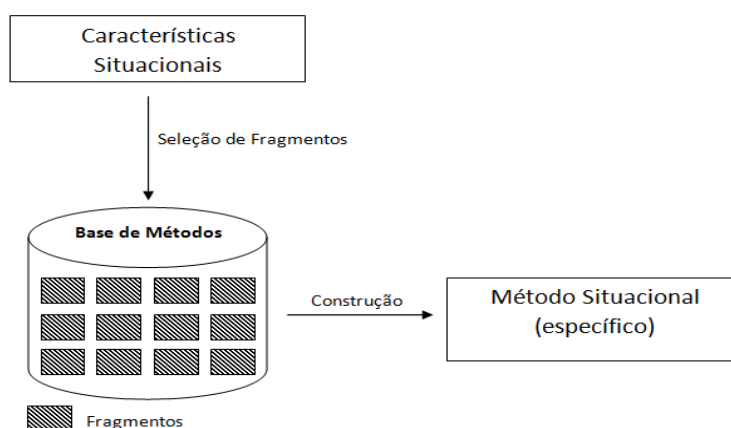 Características
Situacionais
Seleção de Fragmentos
Base de Métodos
Construção
Método Situacional
(específico)
Fragmentos